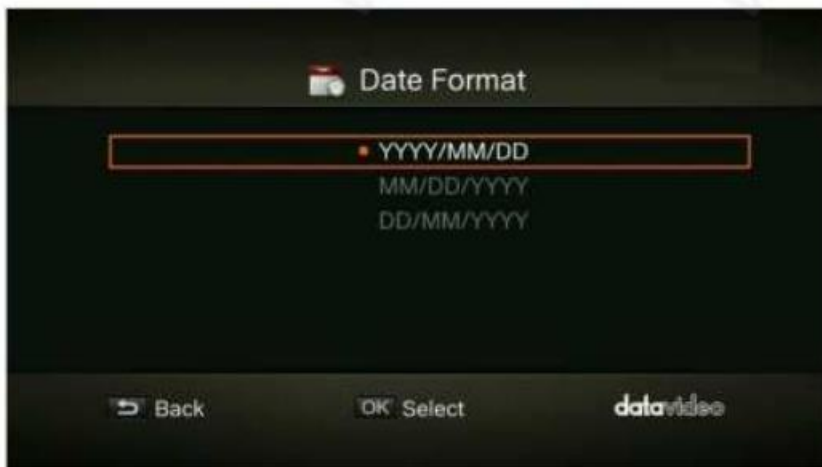 Date Format
YYYY/MM/DD
MM/DD/YYYY
DD/MM/YYYY
Back OK Select datavideo